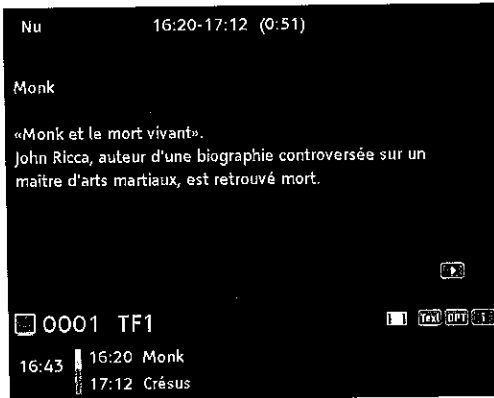 Nu 16:20-17:12 (0:51)
Monk
«Monk et le mort vivant».
John Ricca, auteur d'une biographie controversée sur un
maître d'arts martiaux, est retrouvé mort.
0001 TF1 Text OPT
16:43 16:20 Monk
17:12 Crésus